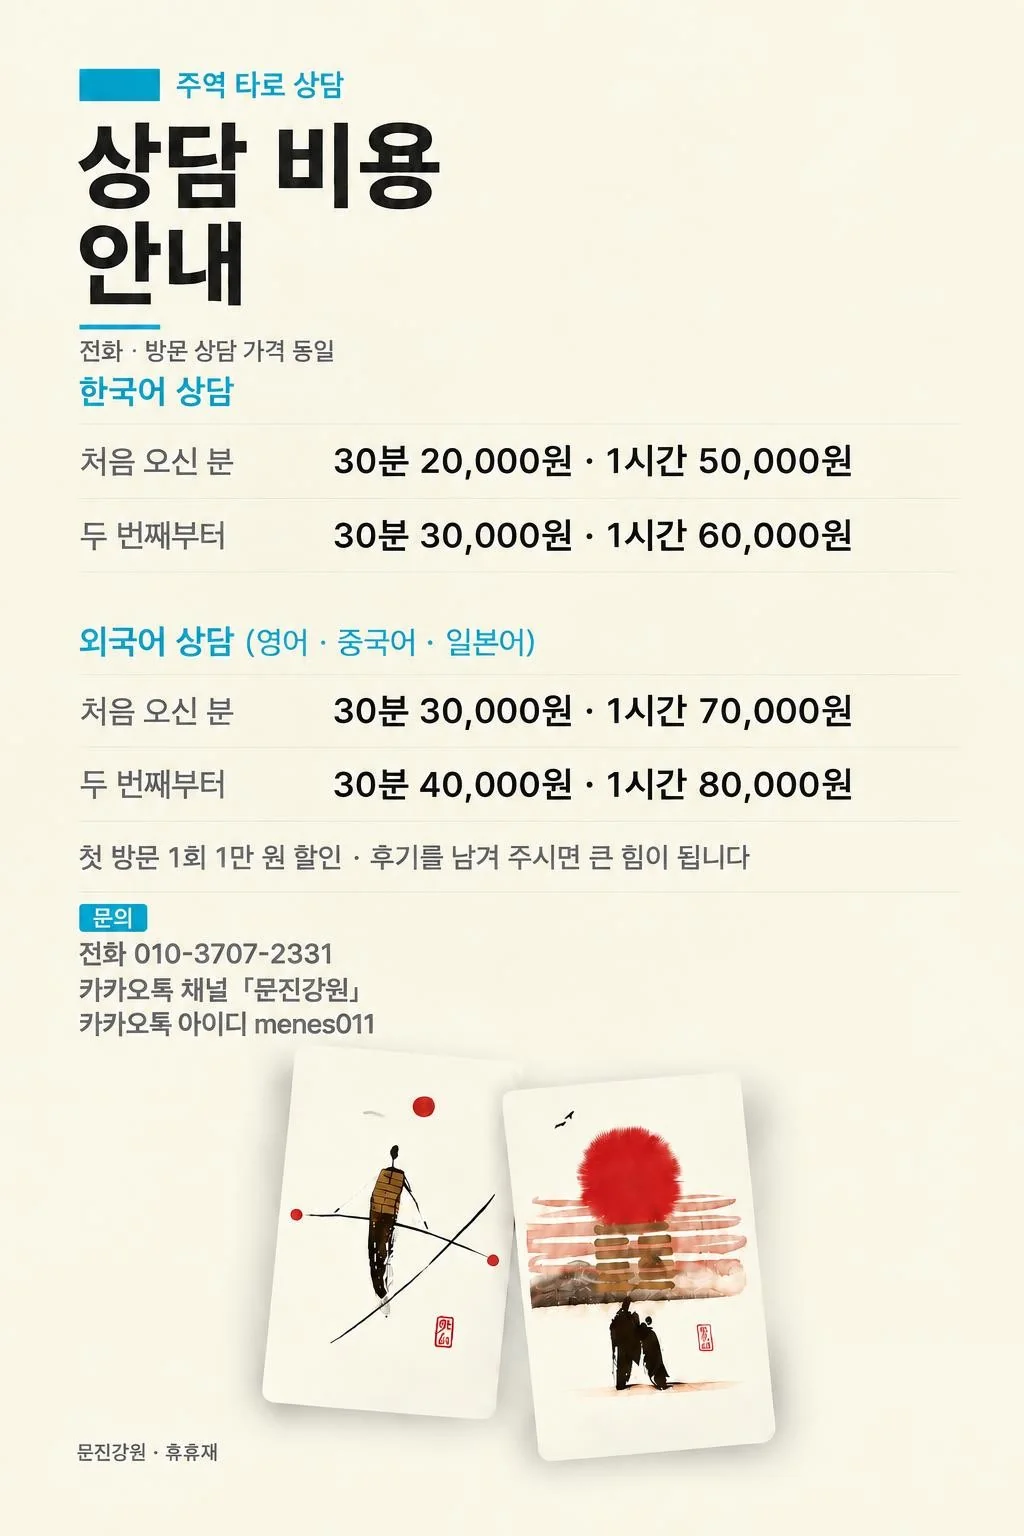 주역 타로 상담
상담 비용
안내
전화 · 방문 상담 가격 동일
한국어 상담
처음 오신 분 30분 20,000원 · 1시간 50,000원
두 번째부터 30분 30,000원 · 1시간 60,000원
외국어 상담 (영어 · 중국어 · 일본어)
처음 오신 분 30분 30,000원 · 1시간 70,000원
두 번째부터 30분 40,000원 · 1시간 80,000원
첫 방문 1회 1만 원 할인 · 후기를 남겨 주시면 큰 힘이 됩니다
문의
전화 010-3707-2331
카카오톡 채널 「문진강원」
카카오톡 아이디 menes011
문진강원 · 휴휴재